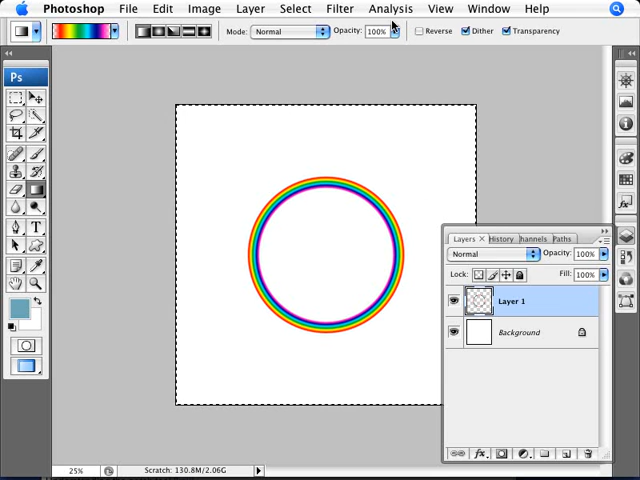 Photoshop File Edit Image Layer Select Filter Analysis View Window Help
Mode: Normal Opacity: 100% Reverse Dither Transparency
Ps
Layers × History hannels Paths
Normal Opacity: 100%
Lock: Fill: 100%
Layer 1
Background
T
25% Scratch: 130.8M/2.06G